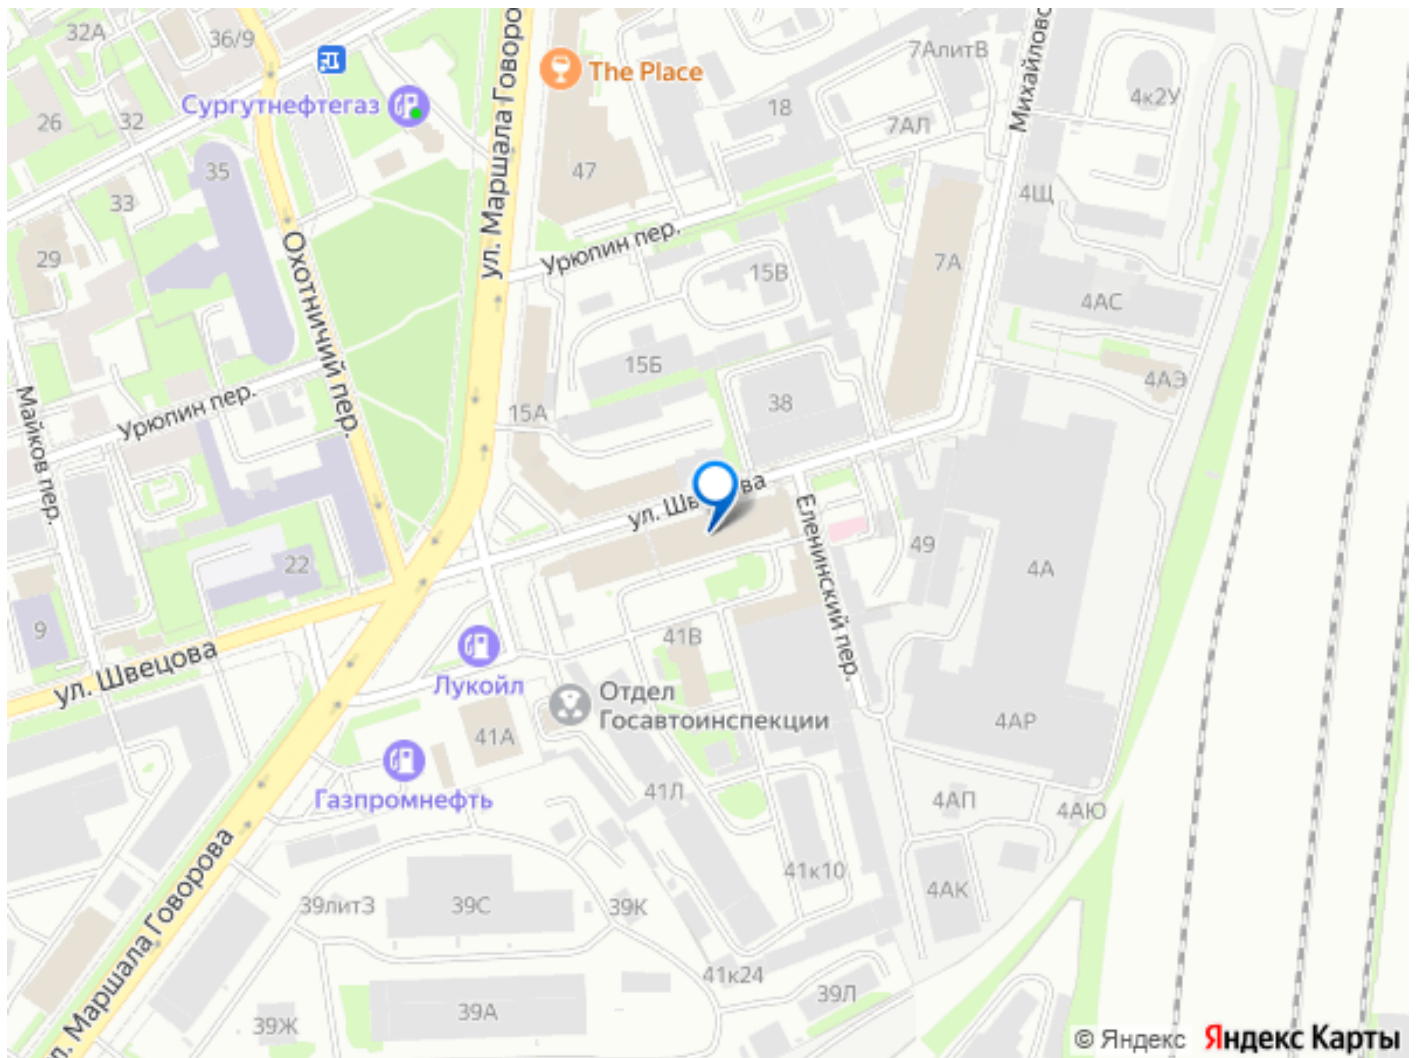 32А
36/9
ул. Маршала Говоро
The Place
7АлитВ
Михайловс
Сургутнефтегаз
26
32
18
7АЛ
4к2У
35
47
33
4Щ
29
Охотничий пер.
Урюпин пер.
15В
7А
4АС
15Б
4АЭ
Майков пер.
Урюпин пер.
15А
38
ул. Шв
ва
Еленинский пер.
22
49
4А
9
41В
ул. Швецова
Лукойл
Отдел
Госавтоинспекции
41А
4АР
Газпромнефть
41Л
4АП
4АЮ
41к10
4АК
39литЗ
39С
39К
л. Маршала Говорова
41к24
39Л
39Ж
39А
© Яндекс Яндекс Карты